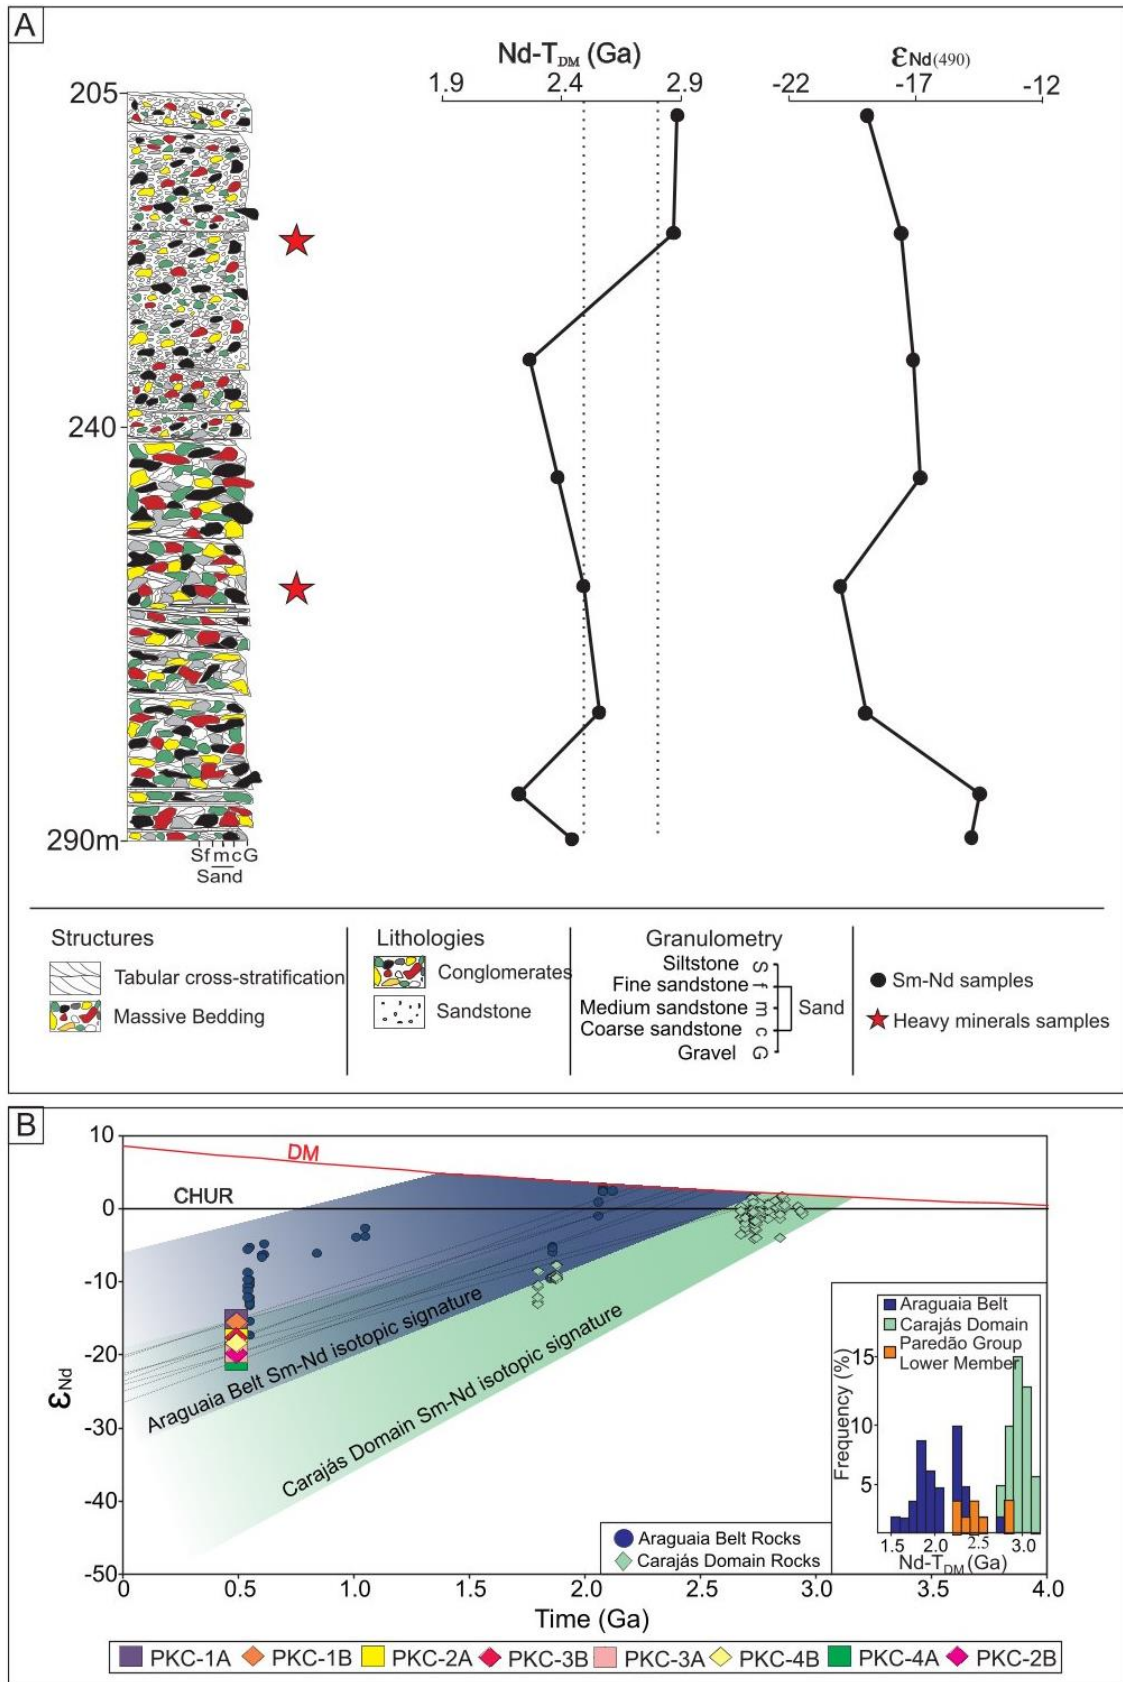 A
Nd-TDM (Ga)
1.9 2.4 2.9
εNd(490)
-22 -17 -12
205
240
290m
S f m c G
Sand
Structures
Tabular cross-stratification
Massive Bedding
Lithologies
Conglomerates
Sandstone
Granulometry
Siltstone S
Fine sandstone f
Medium sandstone m
Coarse sandstone c
Gravel G
Sand
Sm-Nd samples
Heavy minerals samples
B
10
0
-10
-20
-30
-40
-50
εNd
DM
CHUR
Araguaia Belt Sm-Nd isotopic signature
Carajás Domain Sm-Nd isotopic signature
Araguaia Belt
Carajás Domain
Paredão Group
Lower Member
Frequency (%)
15
10
5
1.5 2.0 2.5 3.0
Nd-TDM(Ga)
Araguaia Belt Rocks
Carajás Domain Rocks
0 0.5 1.0 1.5 2.0 2.5 3.0 3.5 4.0
Time (Ga)
PKC-1A PKC-1B PKC-2A PKC-3B PKC-3A PKC-4B PKC-4A PKC-2B